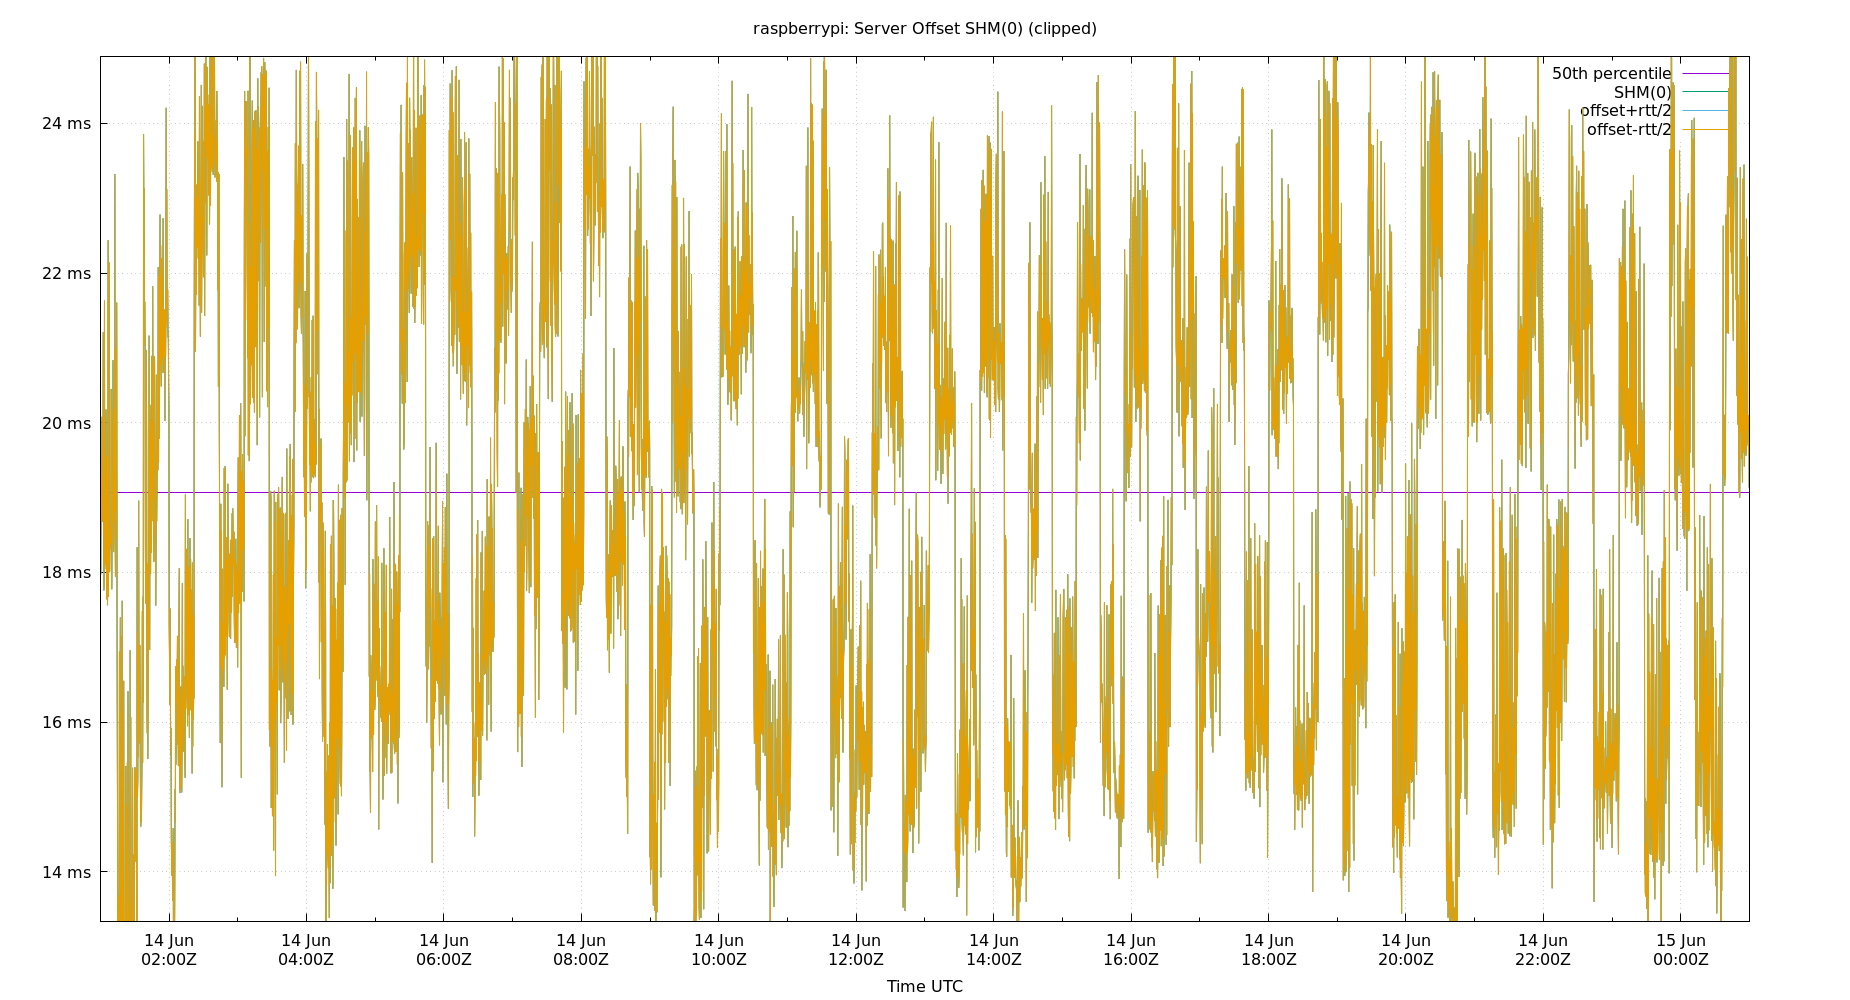 raspberrypi: Server Offset SHM(0) (clipped)
50th percentile
SHM(0)
offset+rtt/2
offset-rtt/2
24 ms
22 ms
20 ms
18 ms
16 ms
14 ms
14 Jun 14 Jun 14 Jun 14 Jun 14 Jun 14 Jun 14 Jun 14 Jun 14 Jun 14 Jun 14 Jun 15 Jun
02:00Z 04:00Z 06:00Z 08:00Z 10:00Z 12:00Z 14:00Z 16:00Z 18:00Z 20:00Z 22:00Z 00:00Z
Time UTC